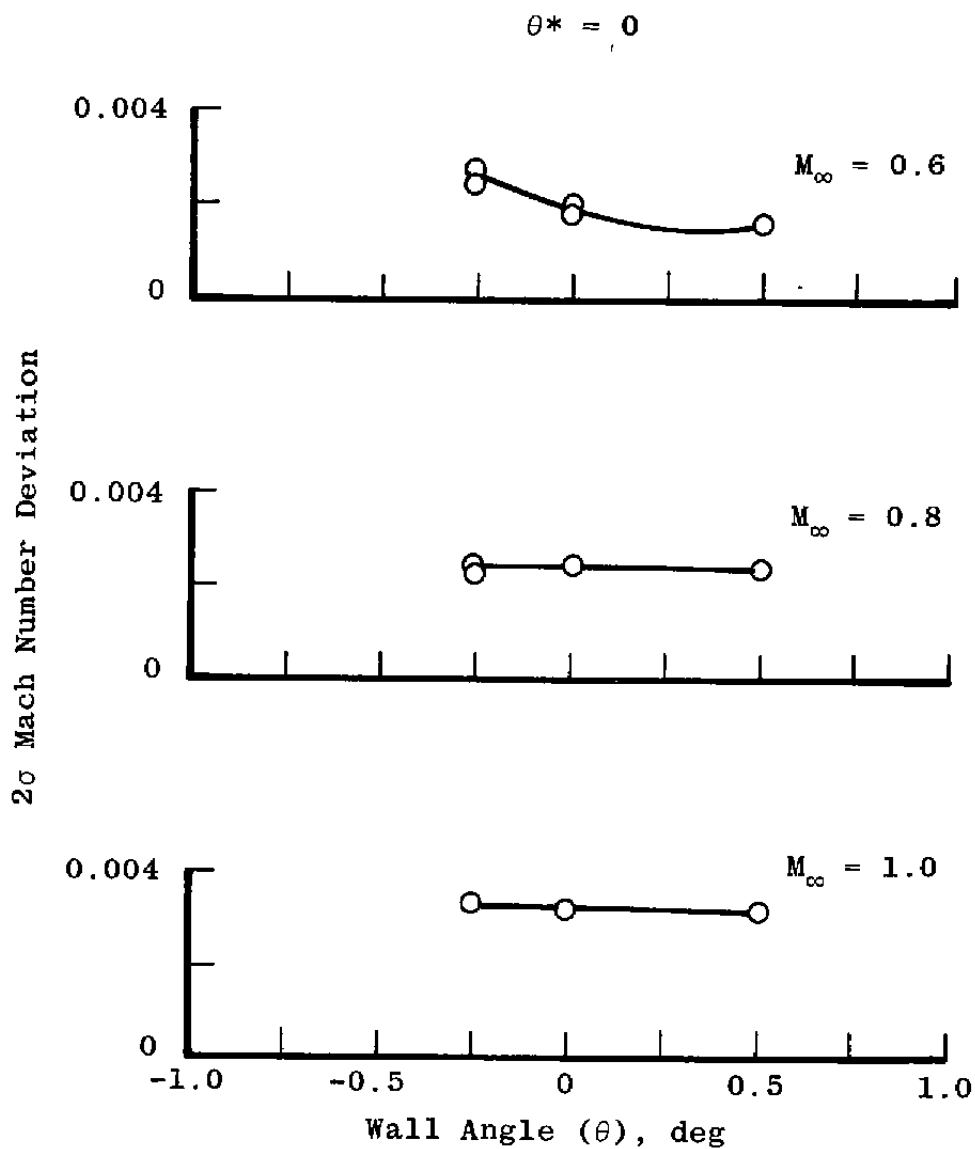 θ* = 0
0.004
M∞ = 0.6
0
2σ Mach Number Deviation
0.004
M∞ = 0.8
0
0.004
M∞ = 1.0
0
-1.0 -0.5 0 0.5 1.0
Wall Angle (θ), deg